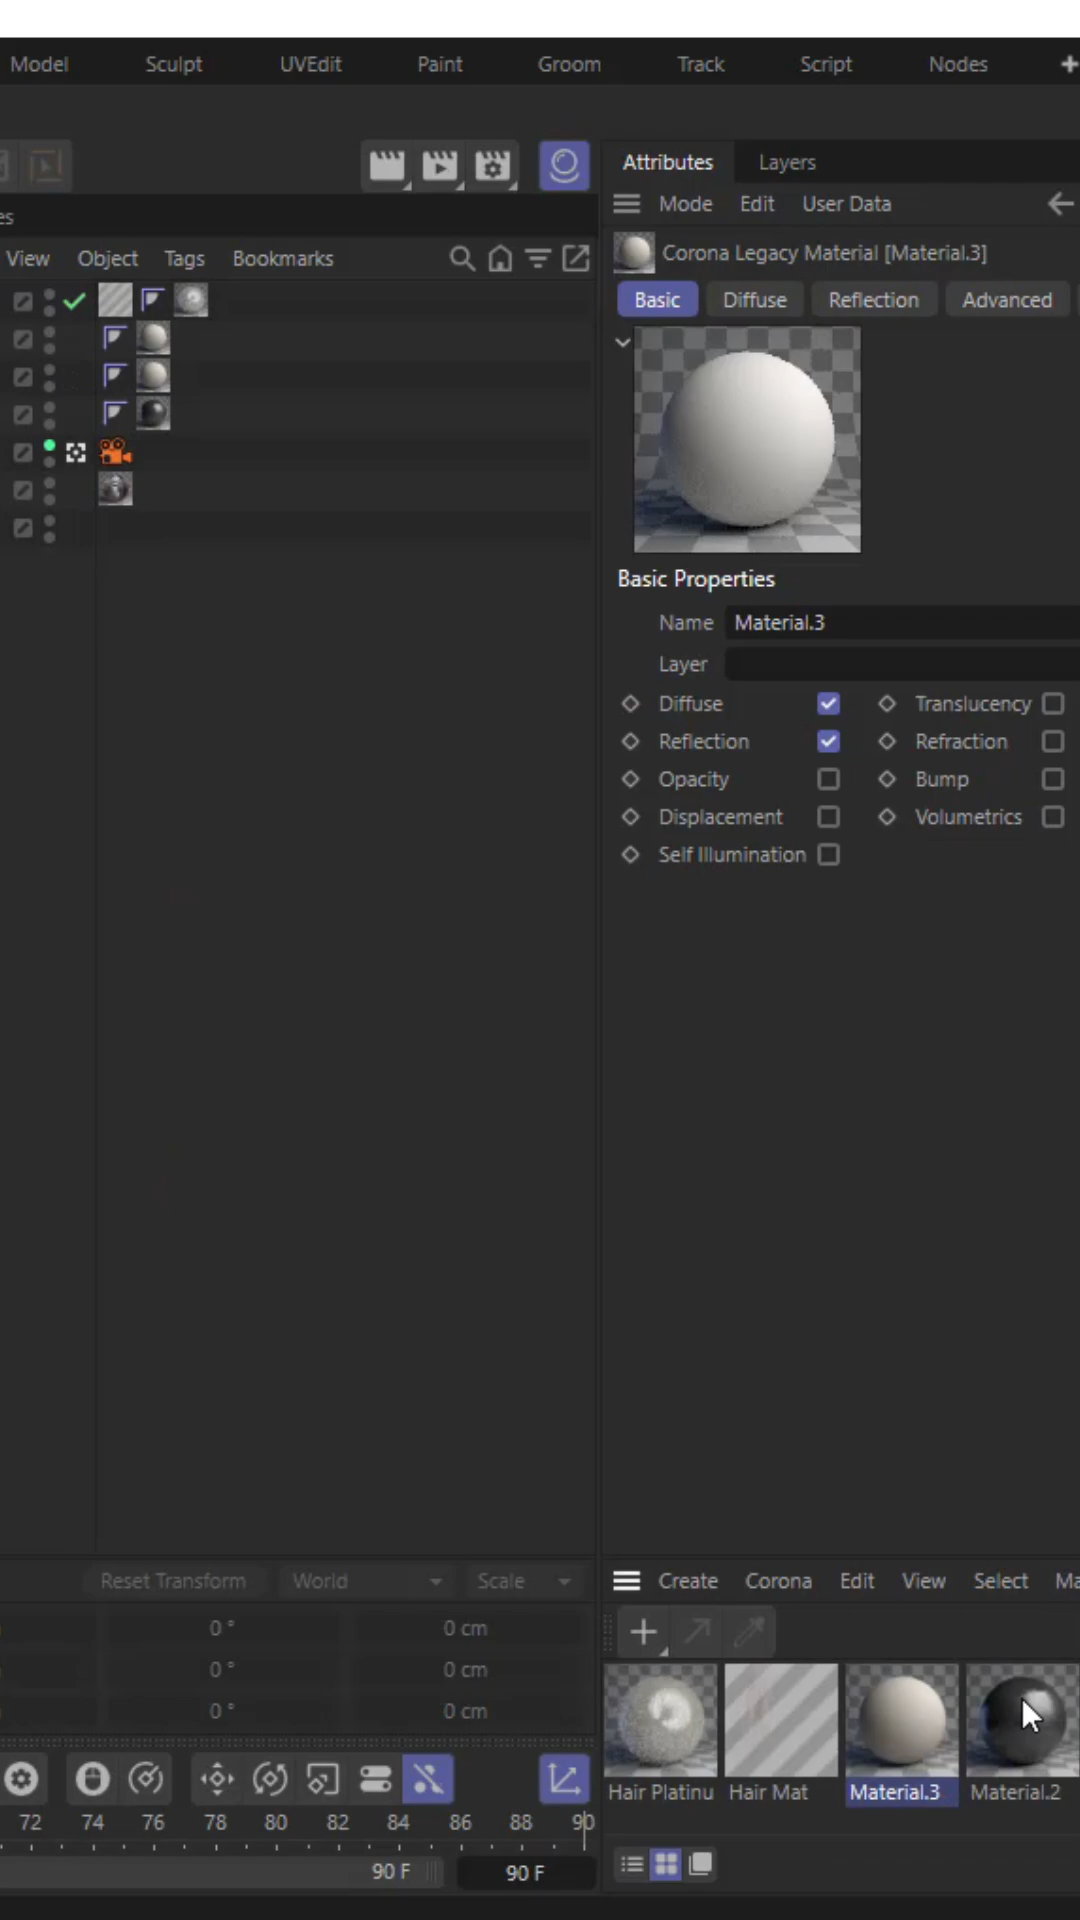 Model Sculpt UVEdit Paint Groom Track Script Nodes
Attributes Layers
Mode Edit User Data
es
View Object Tags Bookmarks
Corona Legacy Material [Material.3]
Basic Diffuse Reflection Advanced
Basic Properties
Name Material.3
Layer
Diffuse Translucency
Reflection Refraction
Opacity Bump
Displacement Volumetrics
Self Illumination
Reset Transform World Scale
0 ° 0 cm
0 ° 0 cm
0 ° 0 cm
Create Corona Edit View Select Ma
Hair Platinu Hair Mat Material.3 Material.2
72 74 76 78 80 82 84 86 88 90
90 F 90 F